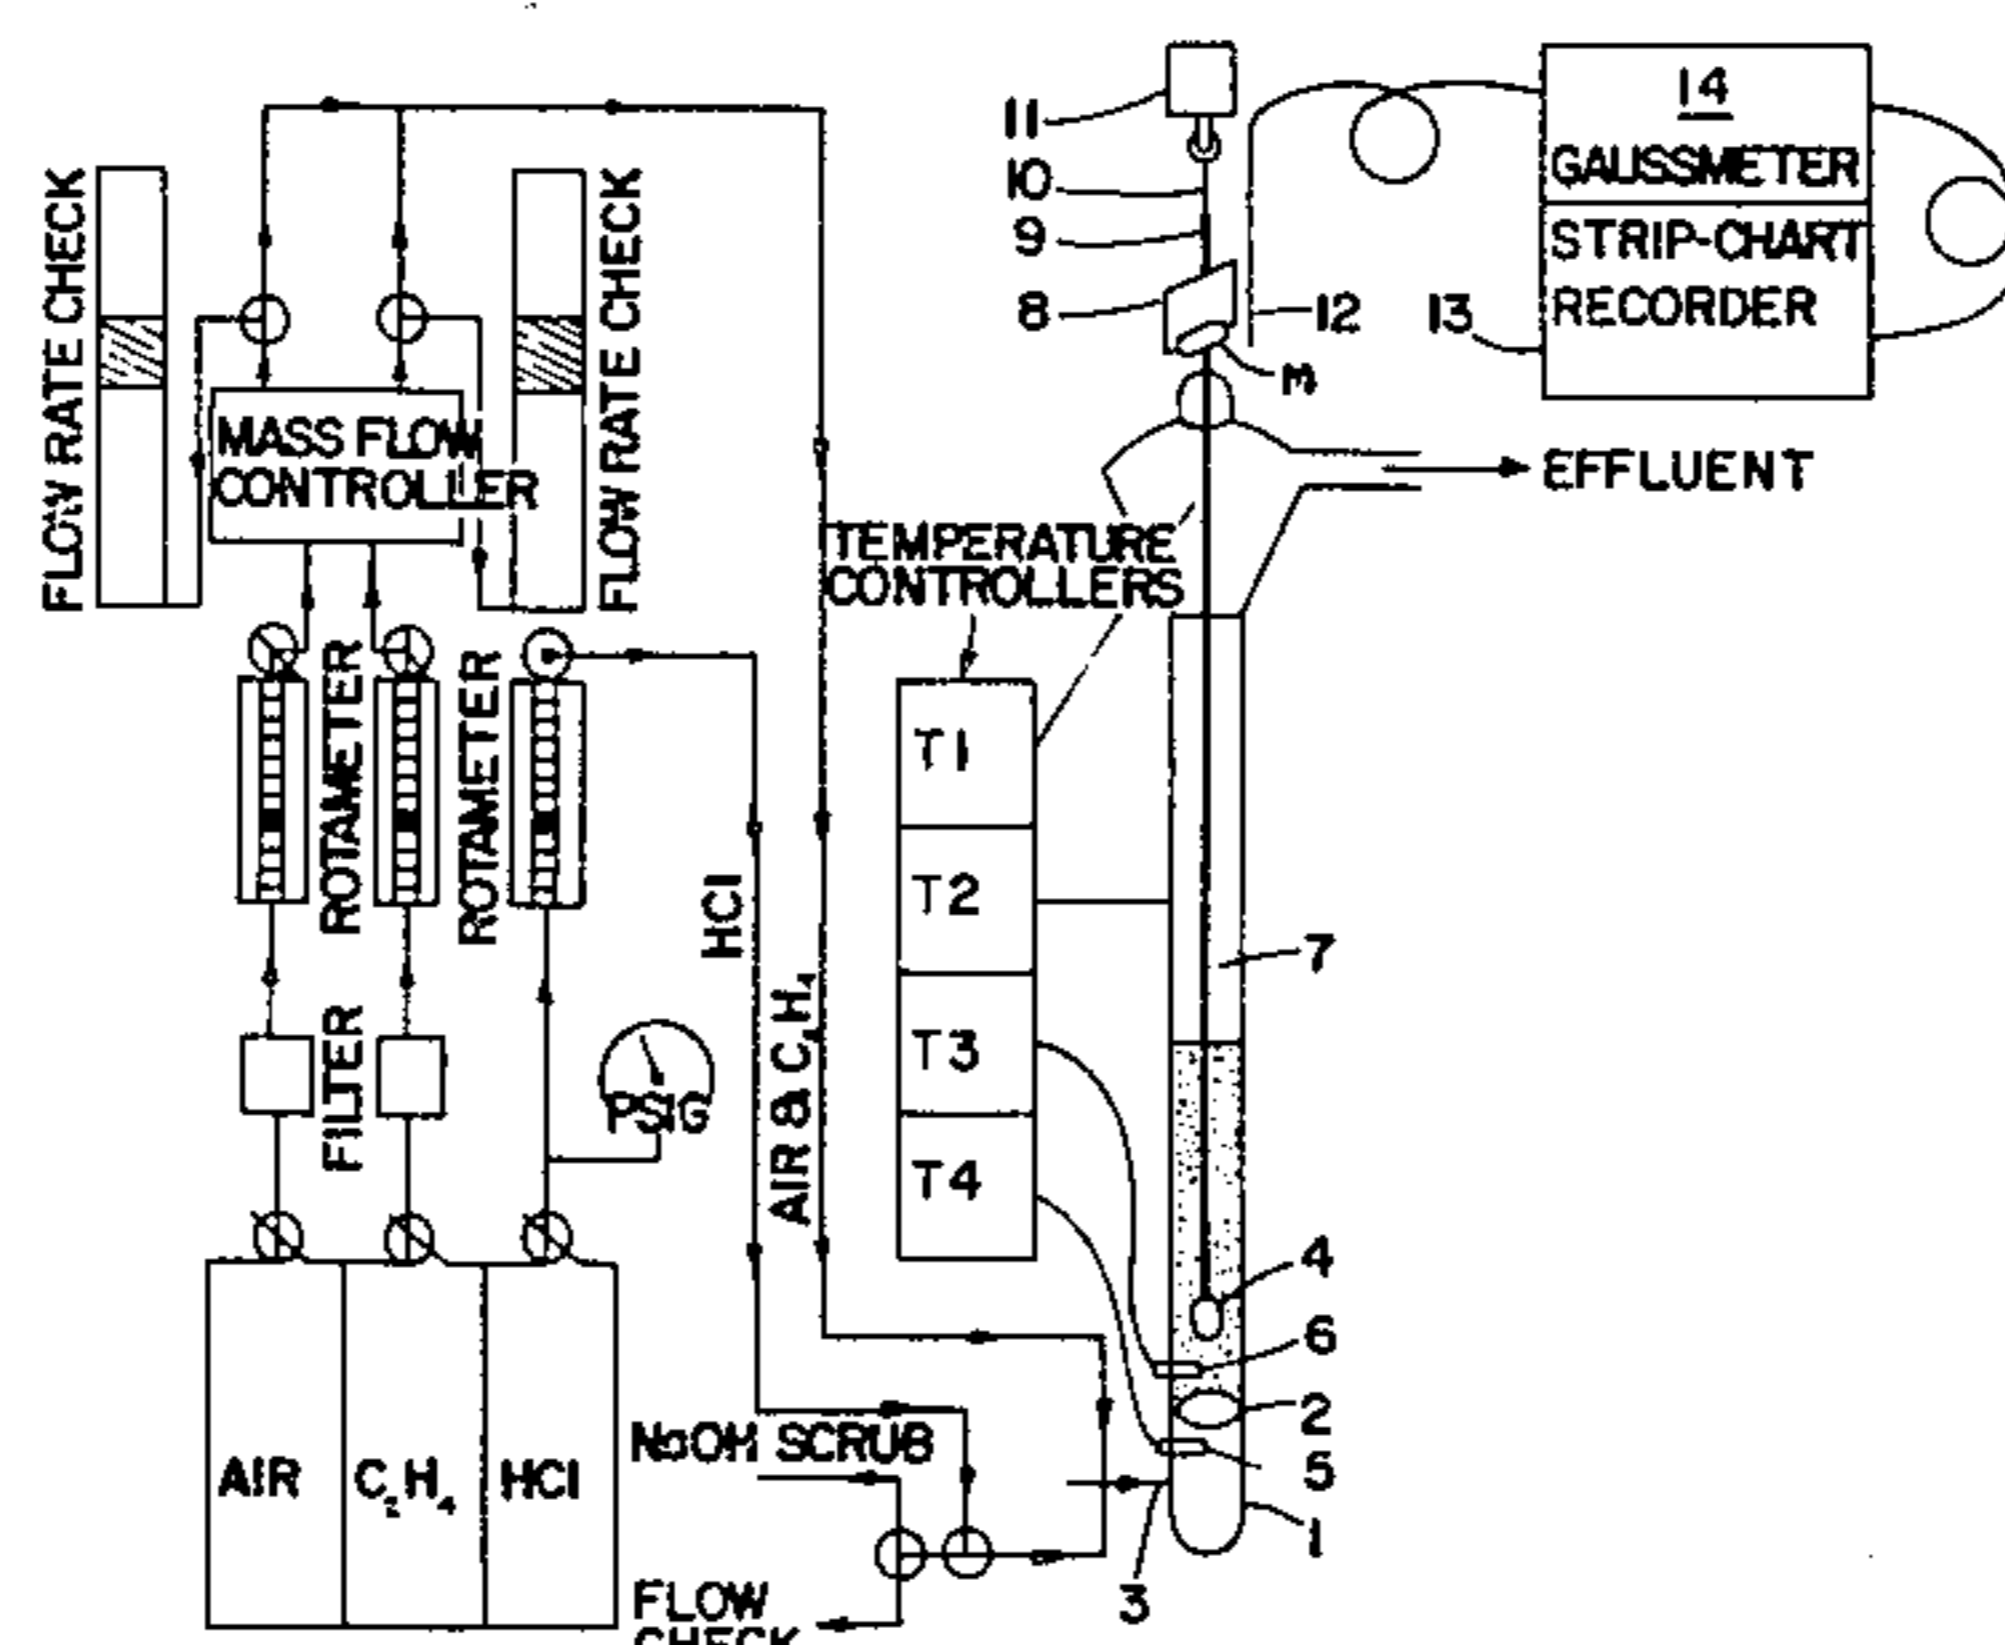 FLOW RATE CHECK
FLOW RATE CHECK
MASS FLOW
CONTROLLER
ROTAMETER
ROTAMETER
FILTER
PSIG
AIR
C₂H₄
HCl
HCl
AIR & C₂H₄
NaOH SCRUB
FLOW
CHECK
TEMPERATURE
CONTROLLERS
T1
T2
T3
T4
11
10
9
8
12
m
14
GAUSSMETER
STRIP-CHART
RECORDER
13
EFFLUENT
7
4
6
2
5
1
3